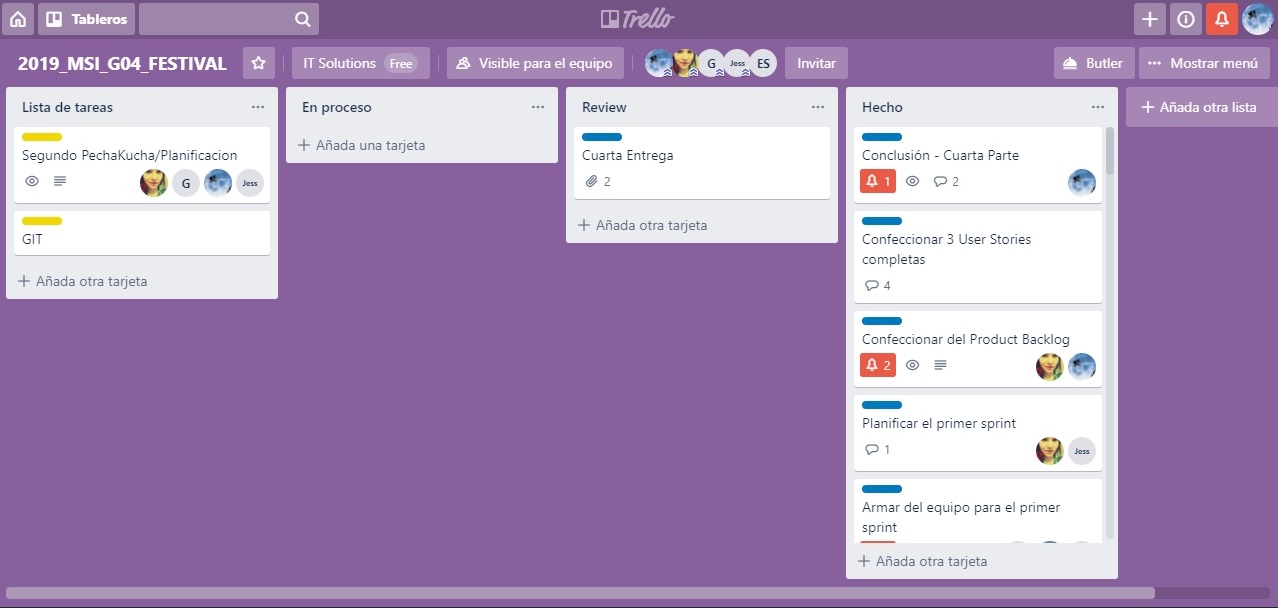 Tableros
Trello
2019_MSI_G04_FESTIVAL
IT Solutions Free
Visible para el equipo
G Jess ES
Invitar
Butler
Mostrar menú
Lista de tareas
Segundo PechaKucha/Planificacion
G Jess
GIT
Añada otra tarjeta
En proceso
Añada una tarjeta
Review
Cuarta Entrega
2
Añada otra tarjeta
Hecho
Conclusión - Cuarta Parte
1 2
Confeccionar 3 User Stories
completas
4
Confeccionar del Product Backlog
2
Planificar el primer sprint
1 Jess
Armar del equipo para el primer
sprint
Añada otra tarjeta
Añada otra lista